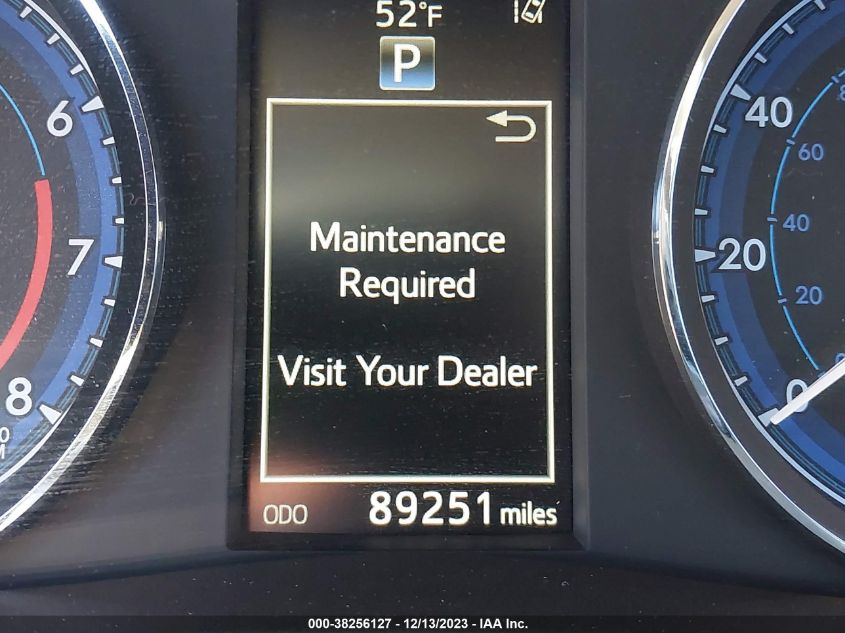 52°F
P
Maintenance
Required
Visit Your Dealer
ODO 89251 miles
6
7
8
40
20
0
60
40
20
000-38256127 - 12/13/2023 - IAA Inc.